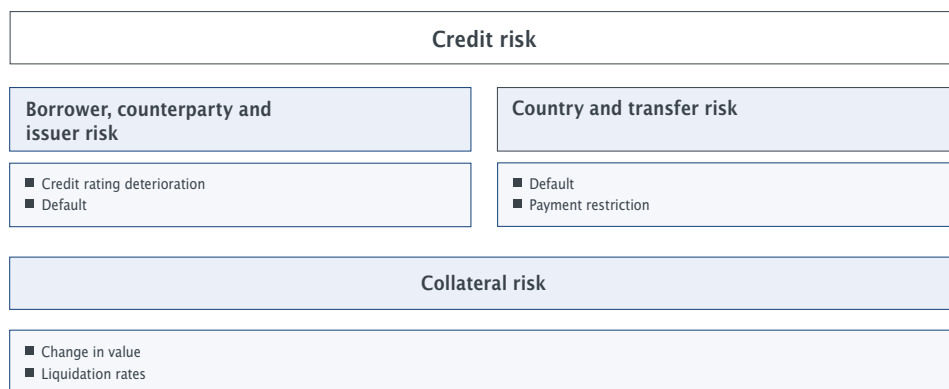 Credit risk
Borrower, counterparty and
issuer risk
Country and transfer risk
■ Credit rating deterioration
■ Default
■ Default
■ Payment restriction
Collateral risk
■ Change in value
■ Liquidation rates